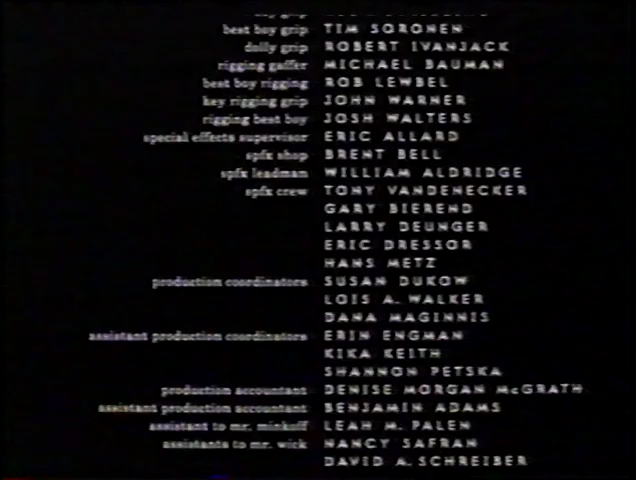 best boy grip TIM SORONEN
dolly grip ROBERT IVANJACK
rigging gaffer MICHAEL BAUMAN
best boy rigging ROB LEWBEL
key rigging grip JOHN WARNER
rigging best boy JOSH WALTERS
special effects supervisor ERIC ALLARD
spfx shop BRENT BELL
spfx leadman WILLIAM ALDRIDGE
spfx crew TONY VANDENECKER
GARY BIEREND
LARRY DEUNGER
ERIC DRESSOR
HANS METZ
production coordinators SUSAN DUKOW
LOIS A. WALKER
DANA MAGINNIS
assistant production coordinators ERIN ENGMAN
KIKA KEITH
SHANNON PETSKA
production accountant DENISE MORGAN McGRATH
assistant production accountant BENJAMIN ADAMS
assistant to mr. minkoff LEAH M. PALEN
assistants to mr. wick NANCY SAFRAN
DAVID A. SCHREIBER